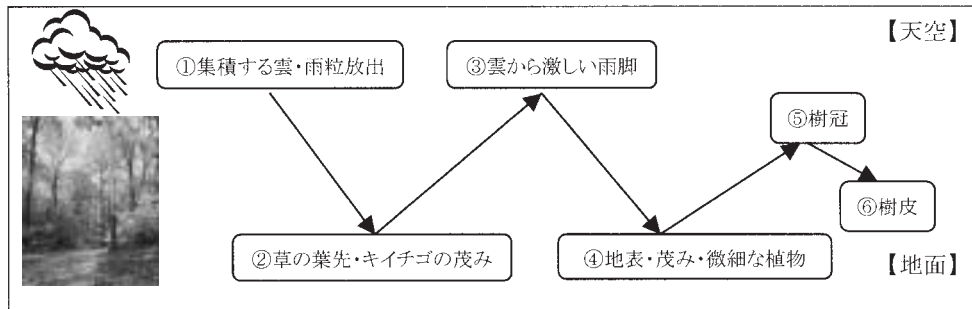 【天空】
①集積する雲・雨粒放出
③雲から激しい雨脚
⑤樹冠
⑥樹皮
②草の葉先・キイチゴの茂み
④地表・茂み・微細な植物
【地面】